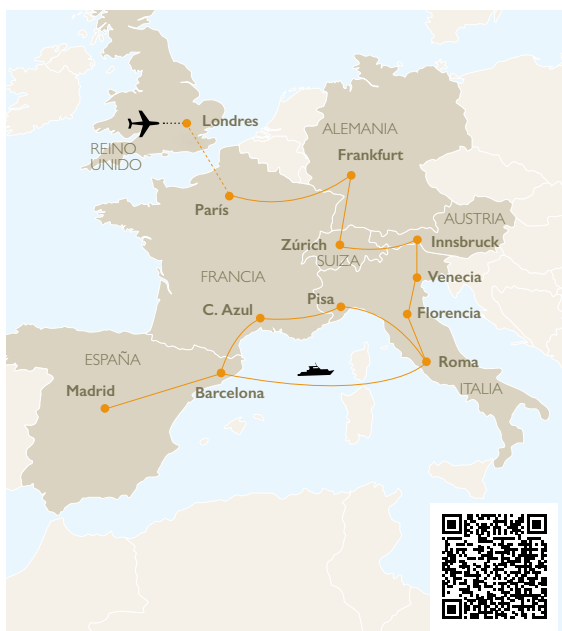 Londres
REINO
UNIDO
ALEMANIA
Frankfurt
París
AUSTRIA
Zúrich
Innsbruck
SUIZA
FRANCIA
Venecia
Pisa
C. Azul
Florencia
ESPAÑA
Roma
Madrid
Barcelona
ITALIA